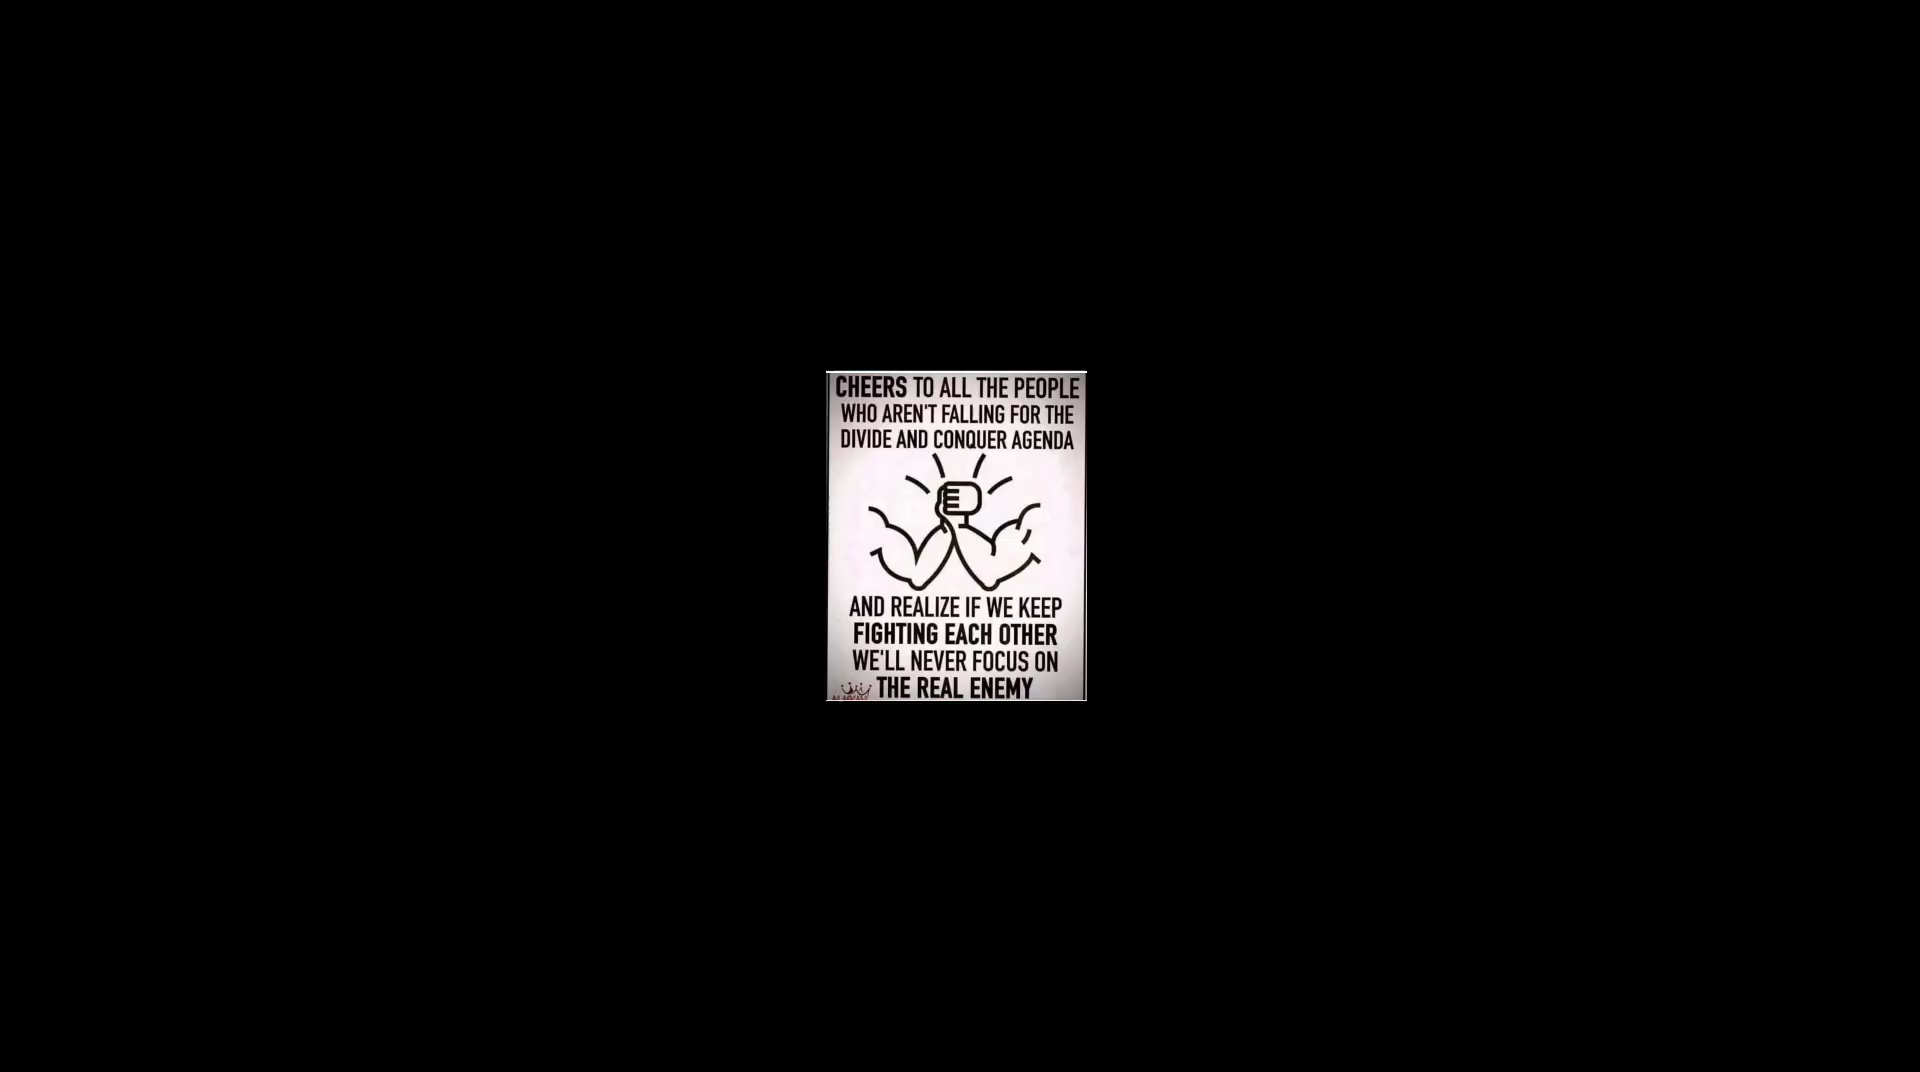 CHEERS TO ALL THE PEOPLE
WHO AREN'T FALLING FOR THE
DIVIDE AND CONQUER AGENDA
AND REALIZE IF WE KEEP
FIGHTING EACH OTHER
WE'LL NEVER FOCUS ON
THE REAL ENEMY